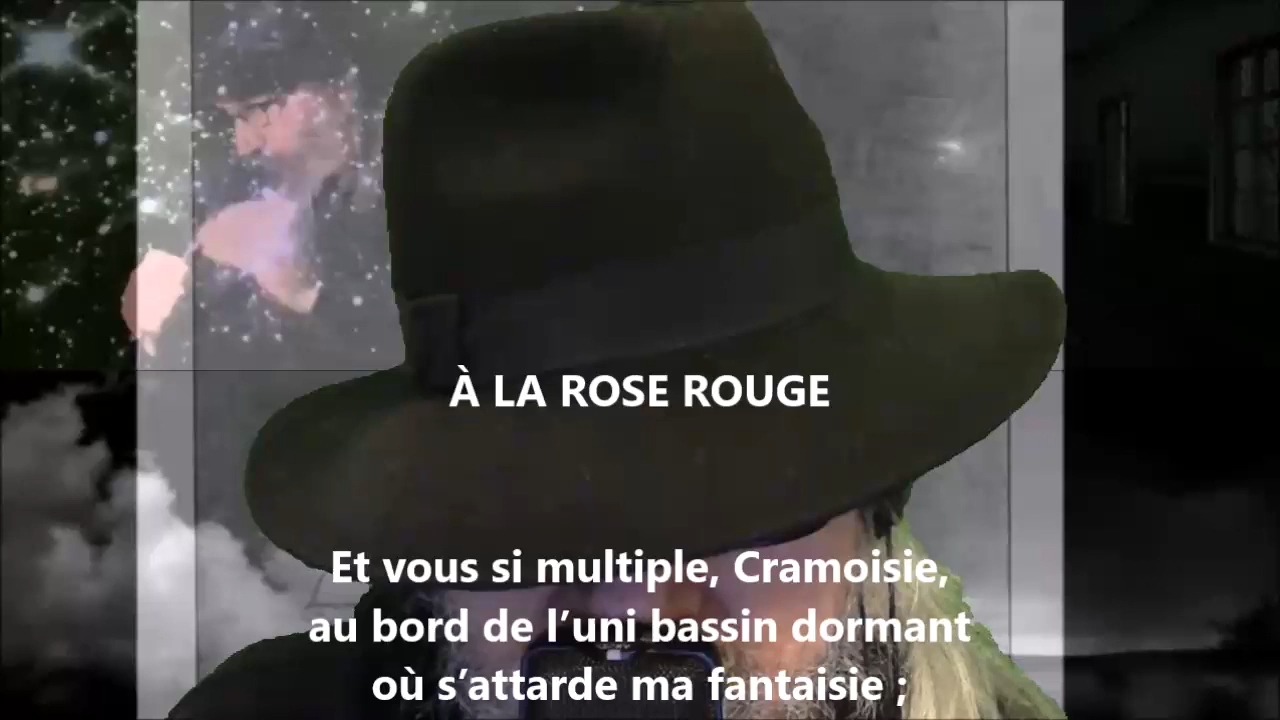 À LA ROSE ROUGE
Et vous si multiple, Cramoisie,
au bord de l’uni bassin dormant
où s’attarde ma fantaisie ;